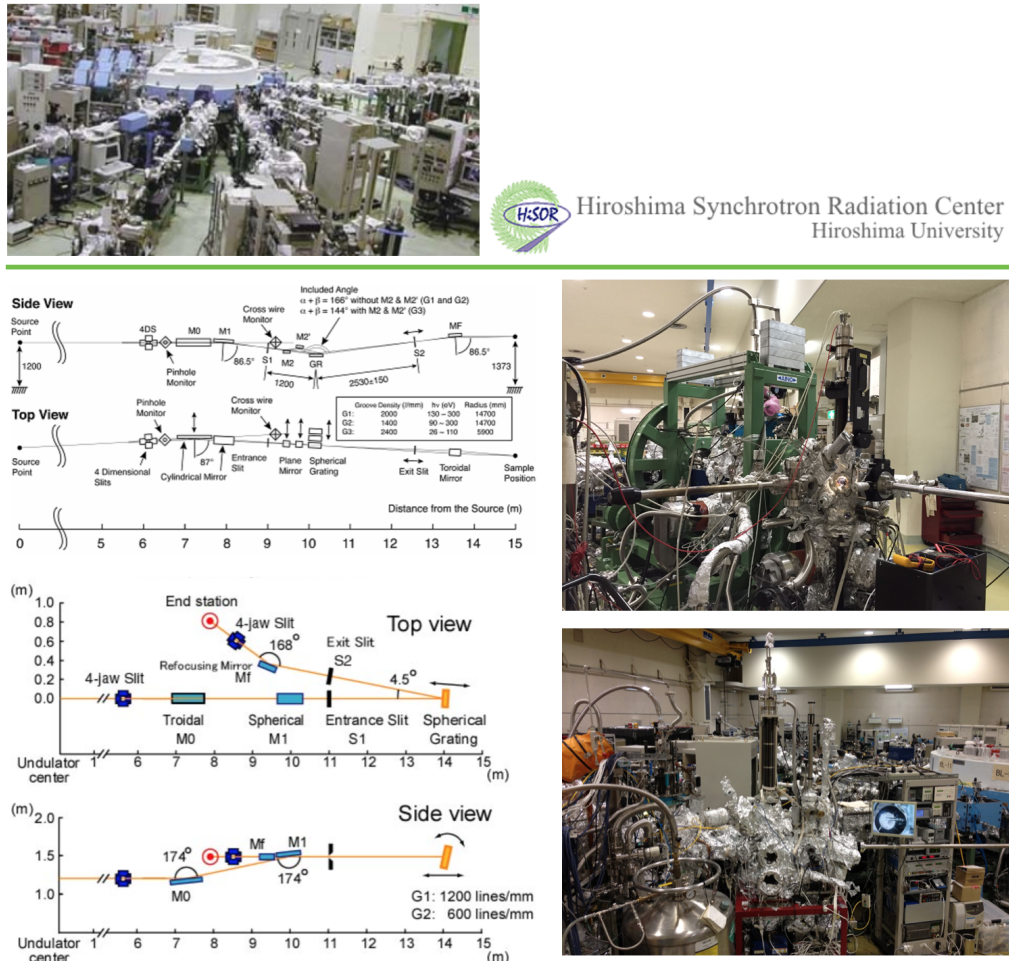 HiSOR
Hiroshima Synchrotron Radiation Center
Hiroshima University
Side View
Source
Point
1200
4DS
M0
M1
Pinhole
Monitor
86.5°
Cross wire
Monitor
Included Angle
α + β = 166° without M2 & M2' (G1 and G2)
α + β = 144° with M2 & M2' (G3)
S1
M2'
M2
GR
1200
2530±150
S2
MF
86.5°
1373
Top View
Source
Point
Pinhole
Monitor
4 Dimensional
Slits
87°
Cylindrical Mirror
Cross wire
Monitor
Entrance
Slit
Plane
Mirror
Spherical
Grating
Groove Density (l/mm) hν (eV) Radius (mm)
G1: 2000 130 ~ 300 14700
G2: 1400 90 ~ 300 14700
G3: 2400 26 ~ 110 5900
Exit Slit
Toroidal
Mirror
Sample
Position
Distance from the Source (m)
0 5 6 7 8 9 10 11 12 13 14 15
(m)
1.0
0.8
0.6
0.4
0.2
0.0
End station
4-jaw Slit
168°
Top view
Exit Slit
S2
Refocusing Mirror
Mf
4-jaw Slit
4.5°
Troidal
M0
Spherical
M1
Entrance Slit
S1
Spherical
Grating
Undulator
center
1 6 7 8 9 10 11 12 13 14 15
(m)
(m)
2.0
1.5
1.0
Side view
174°
M0
Mf
M1
174°
G1: 1200 lines/mm
G2: 600 lines/mm
Undulator
center
1 6 7 8 9 10 11 12 13 14 15
(m)